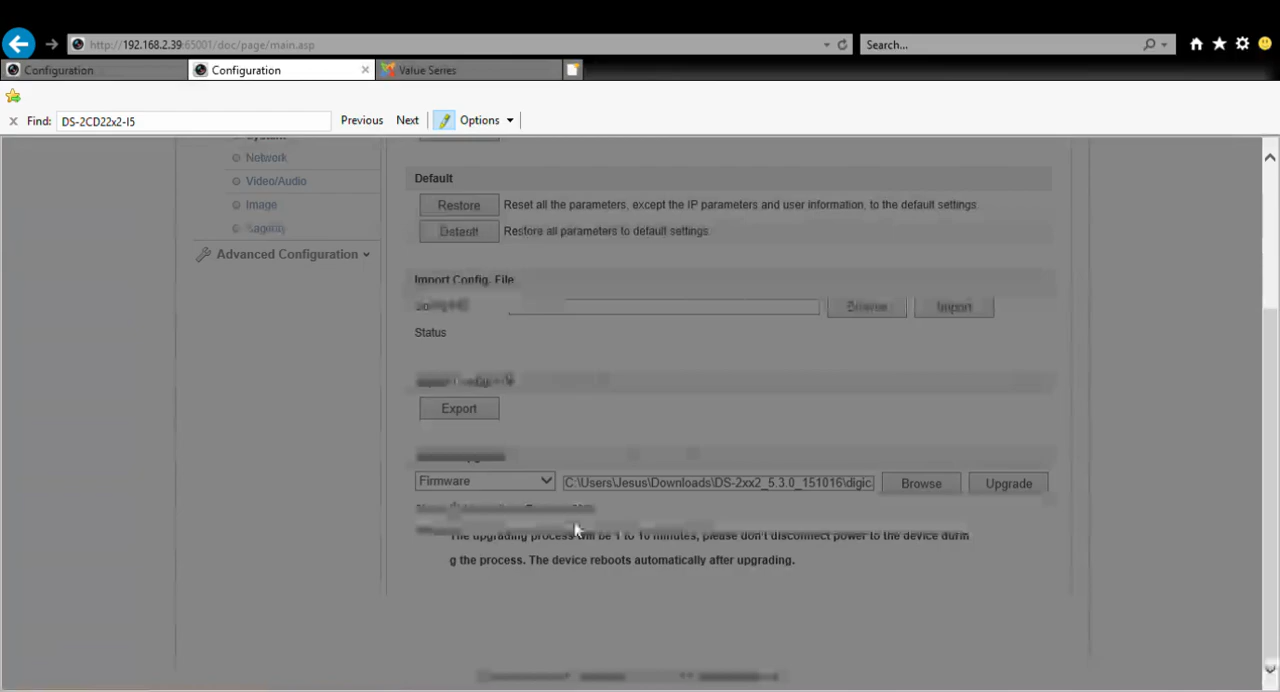 http://192.168.2.39:65001/doc/page/main.asp
Search...
Configuration
Configuration
Value Series
Find: DS-2CD22x2-I5 Previous Next Options
System
Network
Video/Audio
Image
Security
Advanced Configuration
Default
Restore Reset all the parameters, except the IP parameters and user information, to the default settings.
Default Restore all parameters to default settings.
Import Config. File
Browse Import
Status
Export
Firmware C:\Users\Jesus\Downloads\DS-2xx2_5.3.0_151016\digic Browse Upgrade
The upgrading process will be 1 to 10 minutes, please don't disconnect power to the device durin
g the process. The device reboots automatically after upgrading.